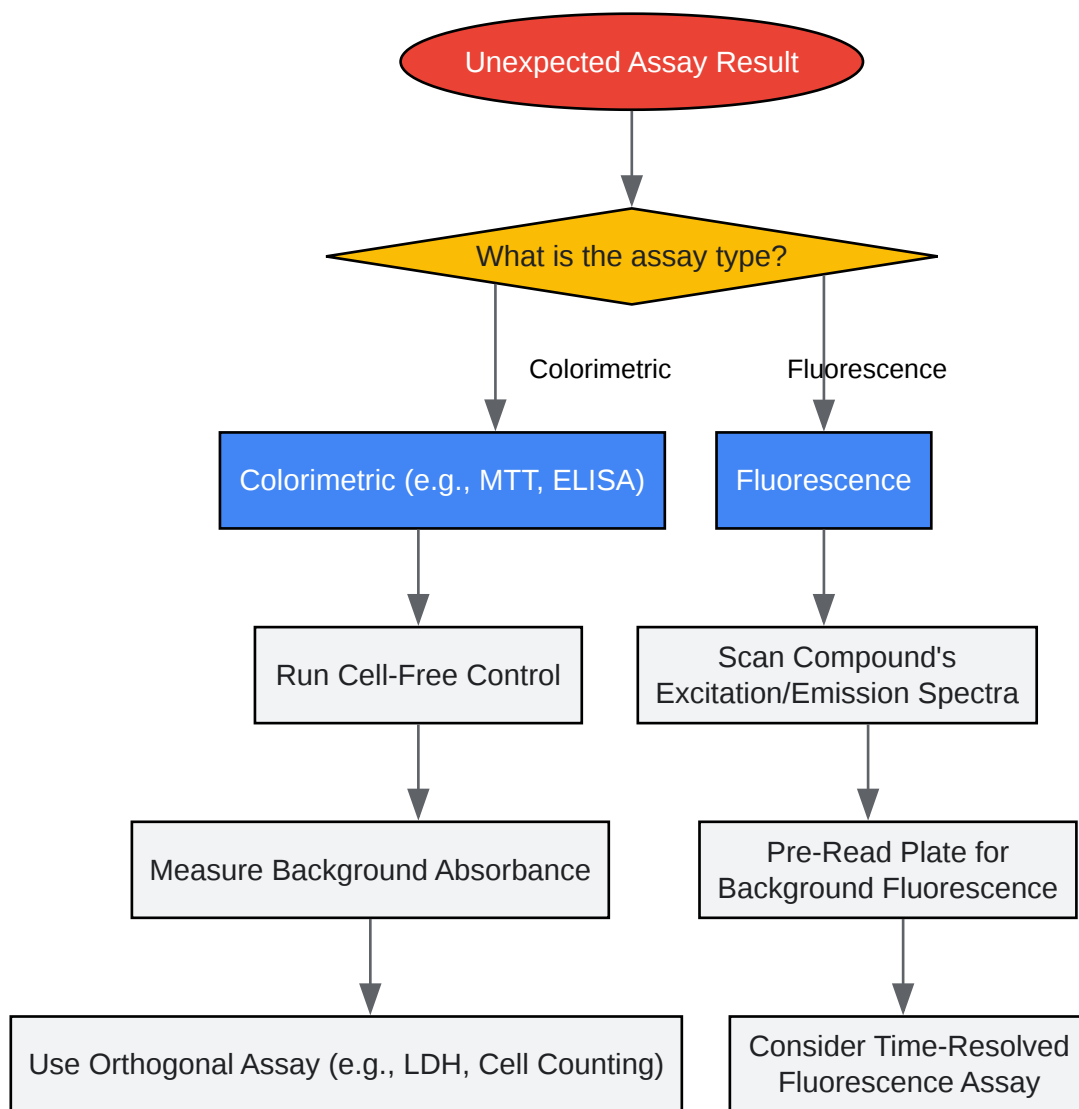 Unexpected Assay Result
What is the assay type?
Colorimetric
Fluorescence
Colorimetric (e.g., MTT, ELISA)
Fluorescence
Run Cell-Free Control
Scan Compound's
Excitation/Emission Spectra
Measure Background Absorbance
Pre-Read Plate for
Background Fluorescence
Use Orthogonal Assay (e.g., LDH, Cell Counting)
Consider Time-Resolved
Fluorescence Assay